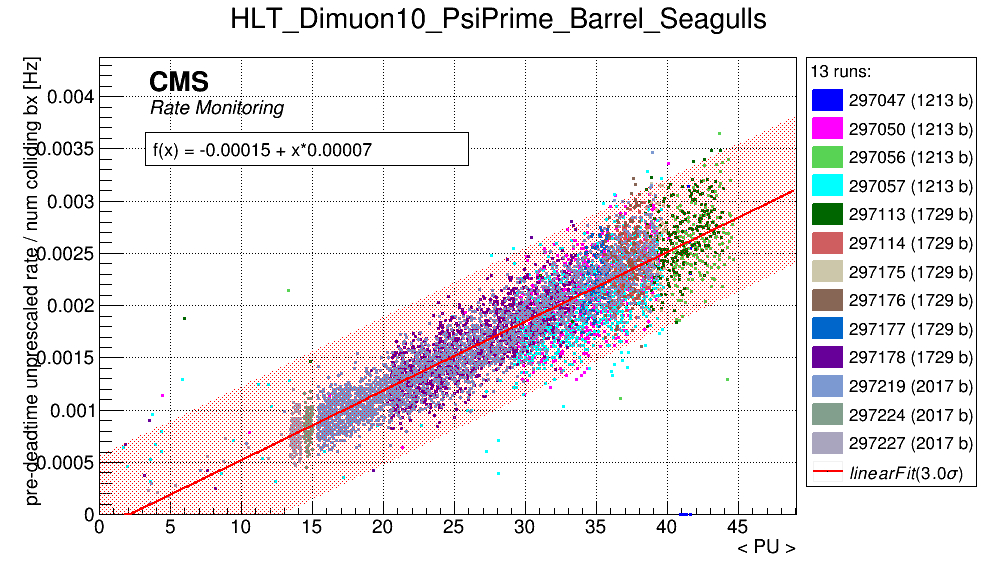 HLT_Dimuon10_PsiPrime_Barrel_Seagulls
pre-deadtime unprescaled rate / num colliding bx [Hz]
CMS
Rate Monitoring
f(x) = -0.00015 + x*0.00007
0.004
0.0035
0.003
0.0025
0.002
0.0015
0.001
0.0005
0
0 5 10 15 20 25 30 35 40 45
< PU >
13 runs:
297047 (1213 b)
297050 (1213 b)
297056 (1213 b)
297057 (1213 b)
297113 (1729 b)
297114 (1729 b)
297175 (1729 b)
297176 (1729 b)
297177 (1729 b)
297178 (1729 b)
297219 (2017 b)
297224 (2017 b)
297227 (2017 b)
linearFit(3.0σ)